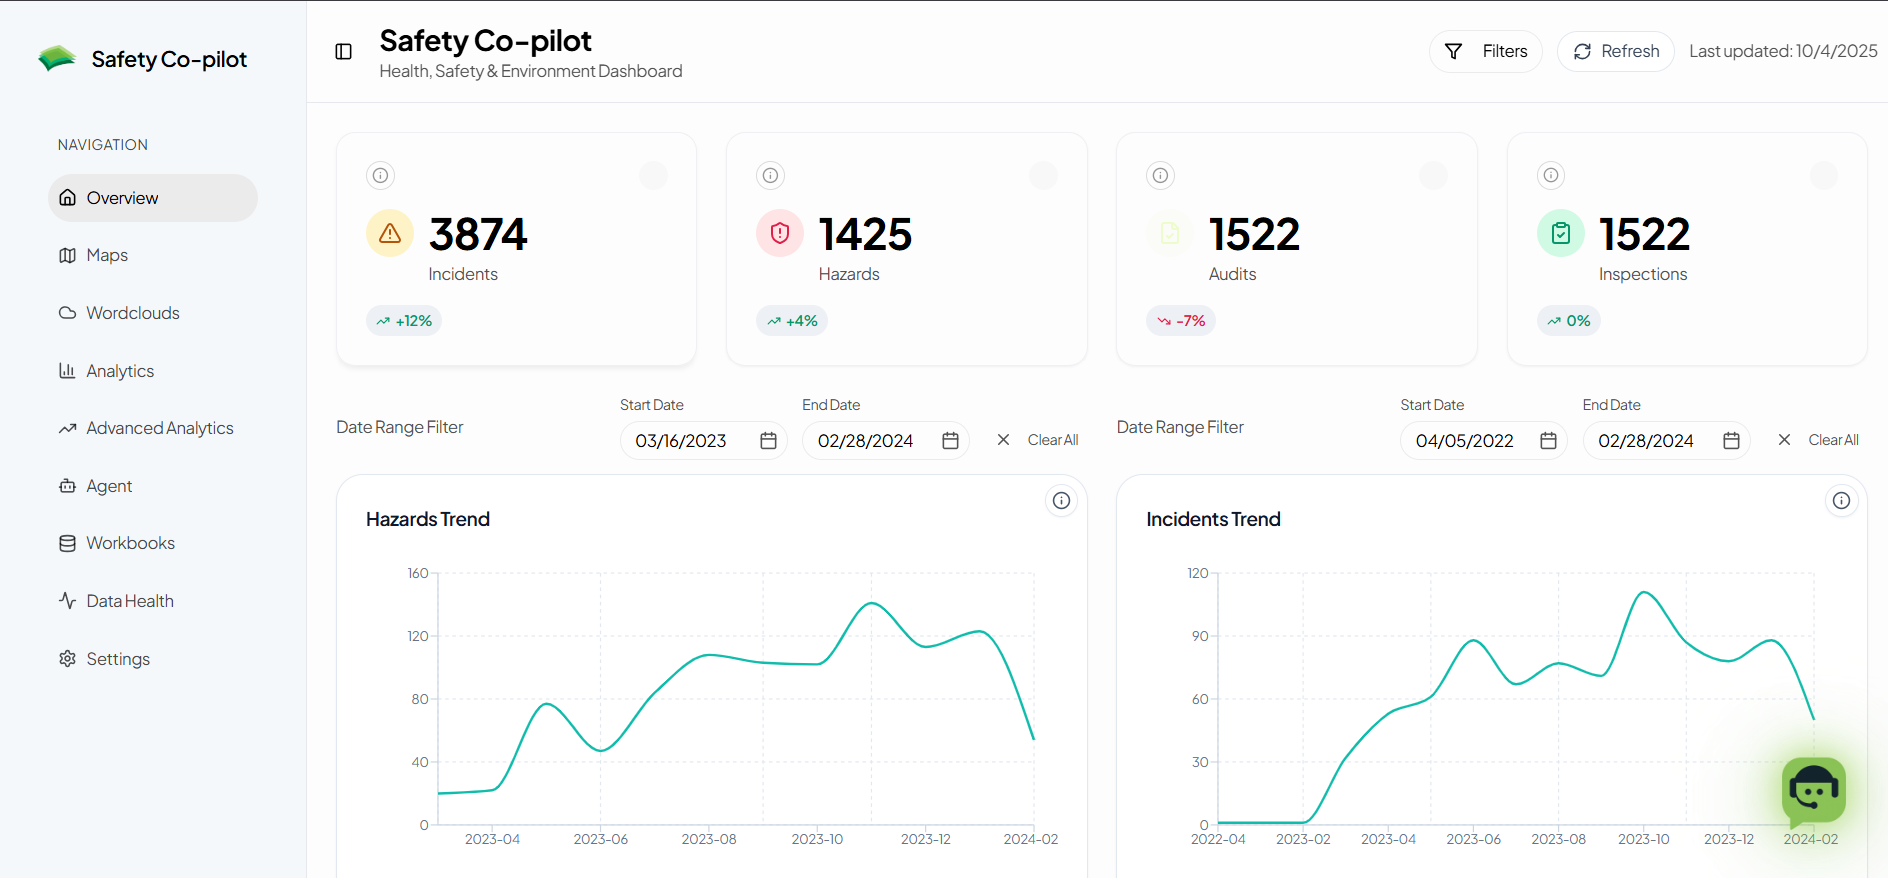 Safety Co-pilot
NAVIGATION
Overview
Maps
Wordclouds
Analytics
Advanced Analytics
Agent
Workbooks
Data Health
Settings
Safety Co-pilot
Health, Safety & Environment Dashboard
Filters
Refresh
Last updated: 10/4/2025
3874
Incidents
+12%
1425
Hazards
+4%
1522
Audits
-7%
1522
Inspections
0%
Date Range Filter
Start Date
03/16/2023
End Date
02/28/2024
Clear All
Date Range Filter
Start Date
04/05/2022
End Date
02/28/2024
Clear All
Hazards Trend
160
120
80
40
0
2023-04 2023-06 2023-08 2023-10 2023-12 2024-02
Incidents Trend
120
90
60
30
0
2022-04 2023-02 2023-04 2023-06 2023-08 2023-10 2023-12 2024-02